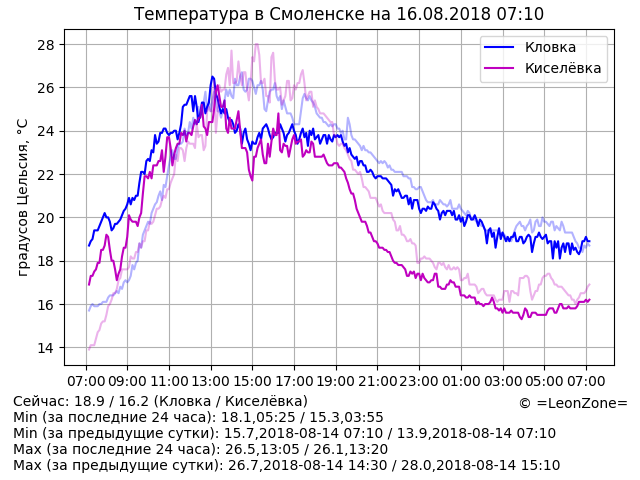 Температура в Смоленске на 16.08.2018 07:10
Кловка
Киселёвка
градусов Цельсия, °C
28
26
24
22
20
18
16
14
07:00 09:00 11:00 13:00 15:00 17:00 19:00 21:00 23:00 01:00 03:00 05:00 07:00
Сейчас: 18.9 / 16.2 (Кловка / Киселёвка)
© =LeonZone=
Min (за последние 24 часа): 18.1,05:25 / 15.3,03:55
Min (за предыдущие сутки): 15.7,2018-08-14 07:10 / 13.9,2018-08-14 07:10
Max (за последние 24 часа): 26.5,13:05 / 26.1,13:20
Max (за предыдущие сутки): 26.7,2018-08-14 14:30 / 28.0,2018-08-14 15:10